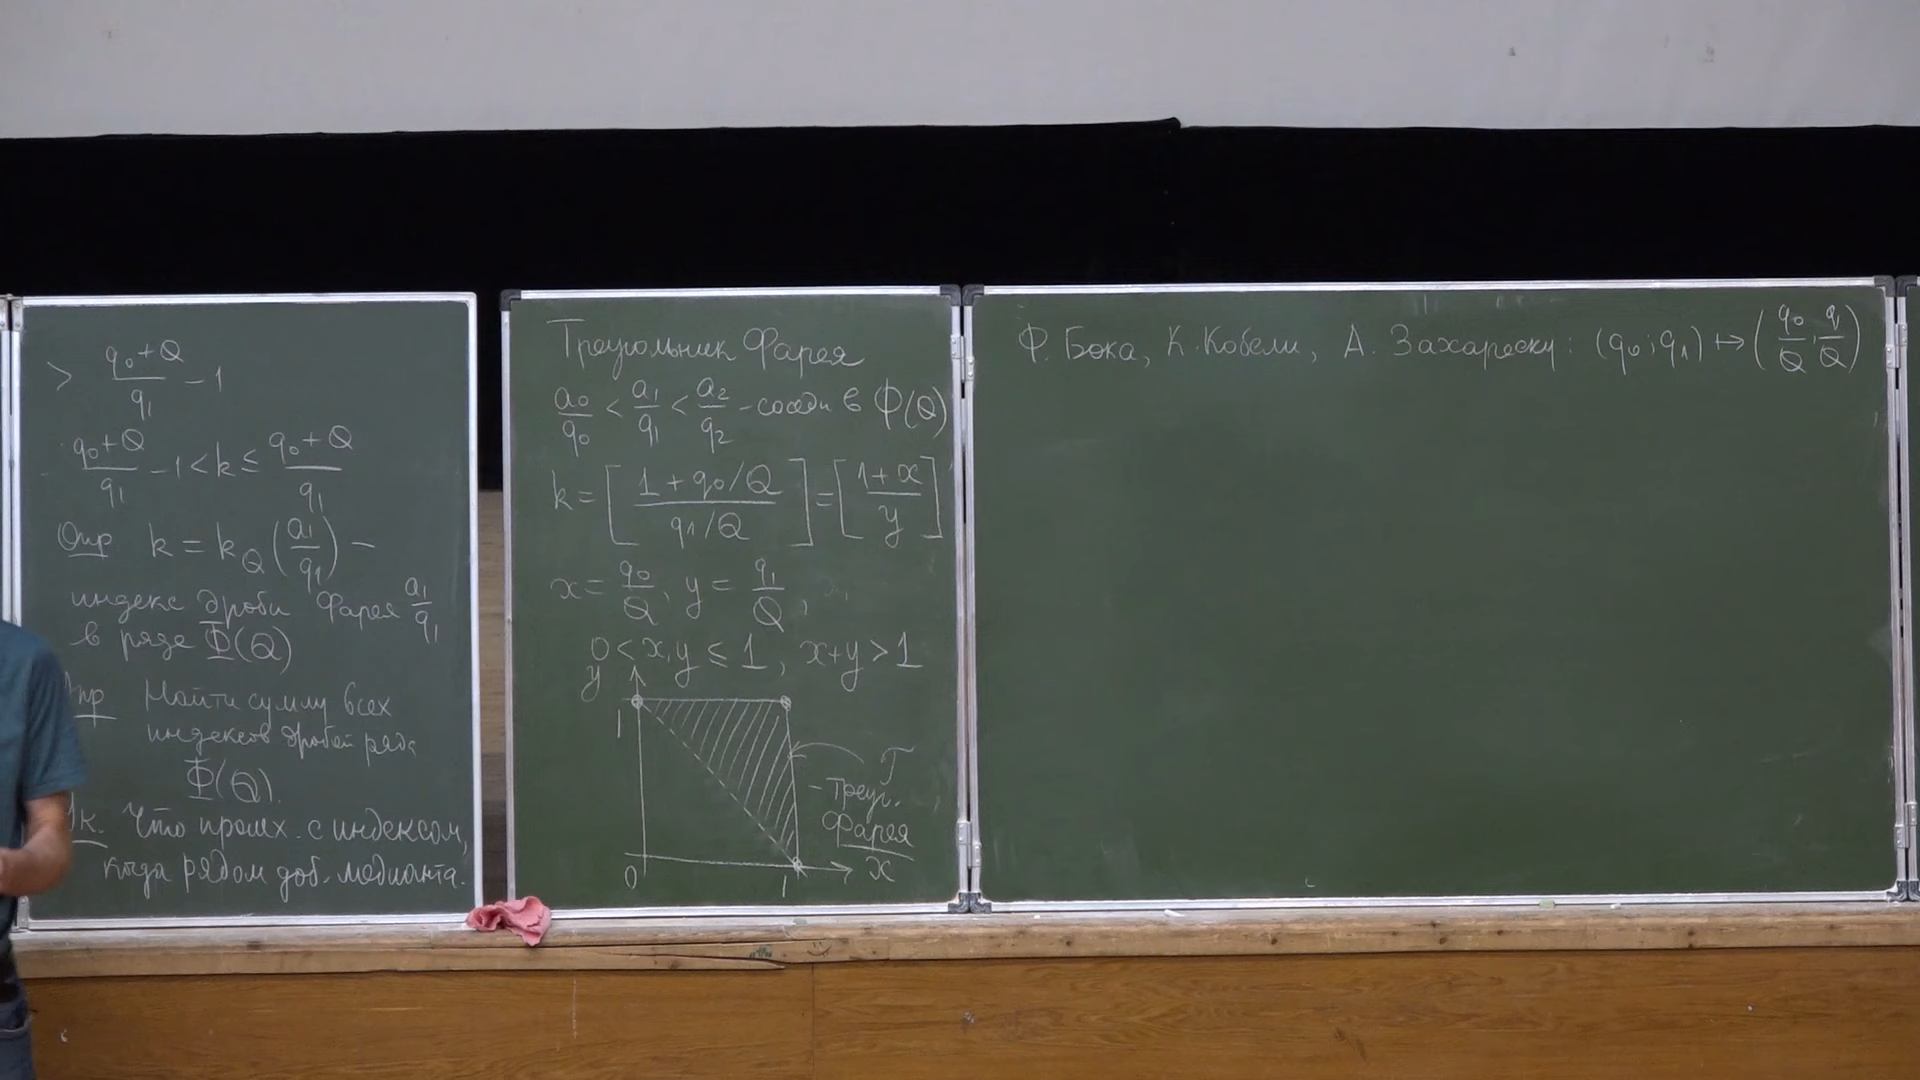 > (q₀+Q)/q₁ − 1
(q₀+Q)/q₁ − 1 < k ≤ (q₀+Q)/q₁
Опр k = k_Q(a₁/q₁) –
индекс дроби Фарея a₁/q₁
в ряде Φ(Q)
Упр Найти сумму всех
индексов дробей ряда
Φ(Q).
Ук. Что проих. с индексом,
когда рядом доб. медианта.
Треугольник Фарея
a₀/q₀ < a₁/q₁ < a₂/q₂ – соседи в Φ(Q)
k = [(1 + q₀/Q)/(q₁/Q)] = [(1+x)/y]
x = q₀/Q, y = q₁/Q,
0 < x,y ≤ 1, x+y > 1
y
1
𝒯
– треуг.
Фарея
0
1
x
Ф. Бока, К. Кобели, А. Захареску: (q₀; q₁) ↦ (q₀/Q, q/Q)